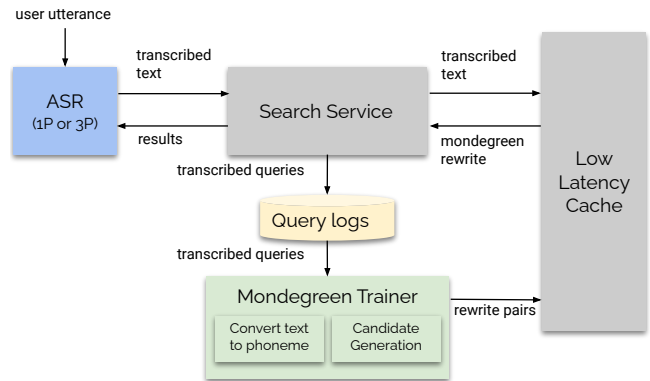 user utterance
transcribed
text
transcribed
text
ASR
(1P or 3P)
Search Service
results
mondegreen
rewrite
Low
Latency
Cache
transcribed queries
Query logs
transcribed queries
Mondegreen Trainer
rewrite pairs
Convert text
to phoneme
Candidate
Generation